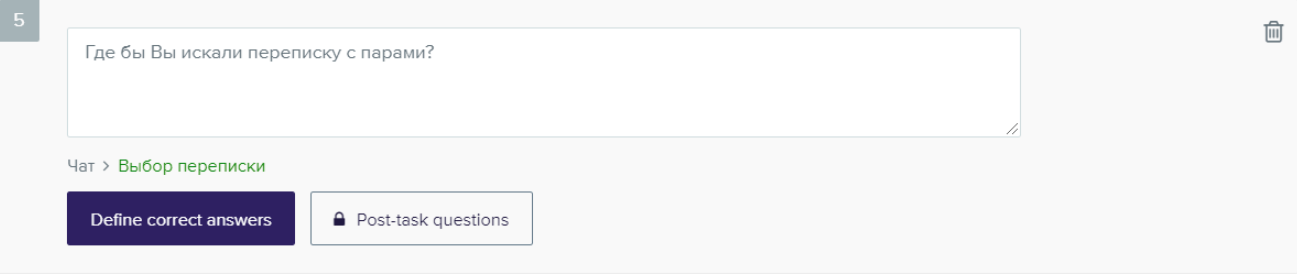 5
Где бы Вы искали переписку с парами?
Чат > Выбор переписки
Define correct answers
Post-task questions